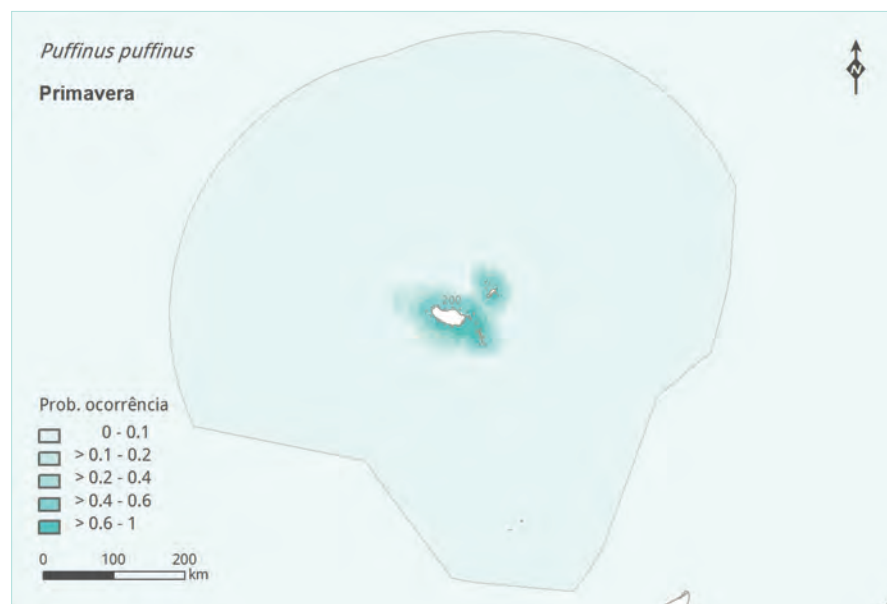 Puffinus puffinus
Primavera
N
200
Prob. ocorrência
0 - 0.1
> 0.1 - 0.2
> 0.2 - 0.4
> 0.4 - 0.6
> 0.6 - 1
0 100 200
km